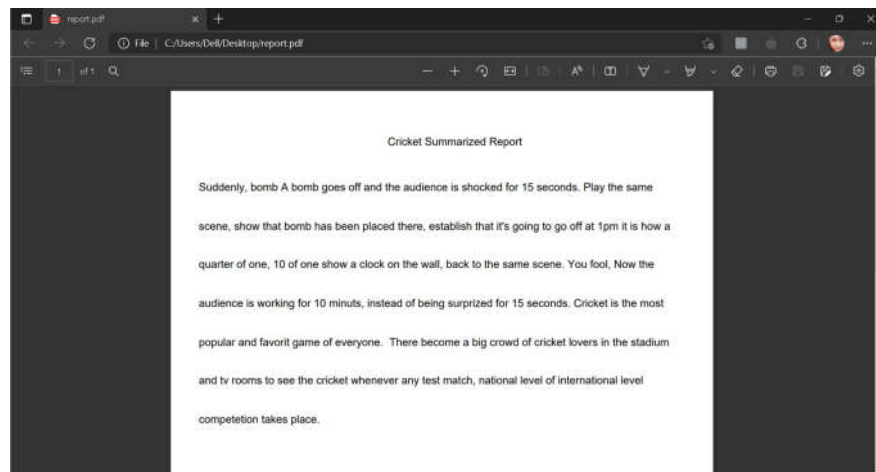 report.pdf
File | C:/Users/Dell/Desktop/report.pdf
1 of 1
Cricket Summarized Report
Suddenly, bomb A bomb goes off and the audience is shocked for 15 seconds. Play the same
scene, show that bomb has been placed there, establish that it's going to go off at 1pm it is how a
quarter of one, 10 of one show a clock on the wall, back to the same scene. You fool, Now the
audience is working for 10 minuts, instead of being surprized for 15 seconds. Cricket is the most
popular and favorit game of everyone. There become a big crowd of cricket lovers in the stadium
and tv rooms to see the cricket whenever any test match, national level of international level
competetion takes place.